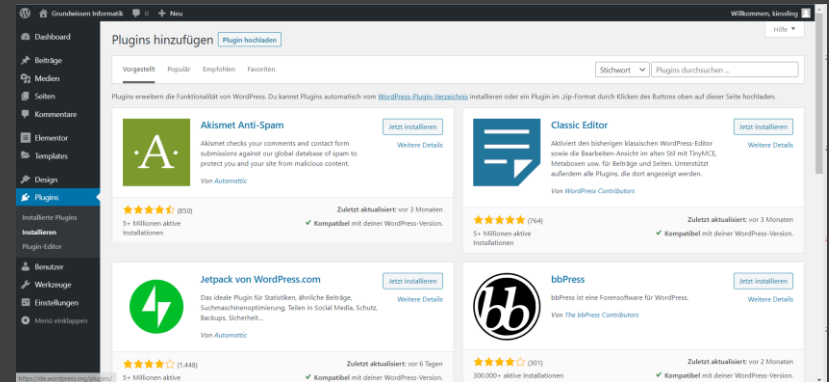 Grundwissen Informatik 0 + Neu
Willkommen, kiessling
Dashboard
Beiträge
Medien
Seiten
Kommentare
Elementor
Templates
Design
Plugins
Installierte Plugins
Installieren
Plugin-Editor
Benutzer
Werkzeuge
Einstellungen
Menü einklappen
Hilfe
Plugins hinzufügen Plugin hochladen
Vorgestellt Populär Empfohlen Favoriten
Stichwort Plugins durchsuchen ...
Plugins erweitern die Funktionalität von WordPress. Du kannst Plugins automatisch vom WordPress-Plugin-Verzeichnis installieren oder ein Plugin im .zip-Format durch Klicken des Buttons oben auf dieser Seite hochladen.
Akismet Anti-Spam
Jetzt installieren
Weitere Details
Akismet checks your comments and contact form
submissions against our global database of spam to
protect you and your site from malicious content.
Von Automattic
(850)
5+ Millionen aktive
Installationen
Zuletzt aktualisiert: vor 3 Monaten
Kompatibel mit deiner WordPress-Version.
Classic Editor
Jetzt installieren
Weitere Details
Aktiviert den bisherigen klassischen WordPress-Editor
sowie die Bearbeiten-Ansicht im alten Stil mit TinyMCE,
Metaboxen usw. für Beiträge und Seiten. Unterstützt
außerdem alle Plugins, die dort angezeigt werden.
Von WordPress Contributors
(764)
5+ Millionen aktive
Installationen
Zuletzt aktualisiert: vor 3 Monaten
Kompatibel mit deiner WordPress-Version.
Jetpack von WordPress.com
Jetzt installieren
Weitere Details
Das ideale Plugin für Statistiken, ähnliche Beiträge,
Suchmaschinenoptimierung, Teilen in Social Media, Schutz,
Backups, Sicherheit...
Von Automattic
(1.448)
5+ Millionen aktive
Zuletzt aktualisiert: vor 6 Tagen
Kompatibel mit deiner WordPress-Version.
bbPress
Jetzt installieren
Weitere Details
bbPress ist eine Forensoftware für WordPress.
Von The bbPress Contributors
(301)
300.000+ aktive Installationen
Zuletzt aktualisiert: vor 2 Monaten
Kompatibel mit deiner WordPress-Version.
·A·
bb
https://de.wordpress.org/plugins/